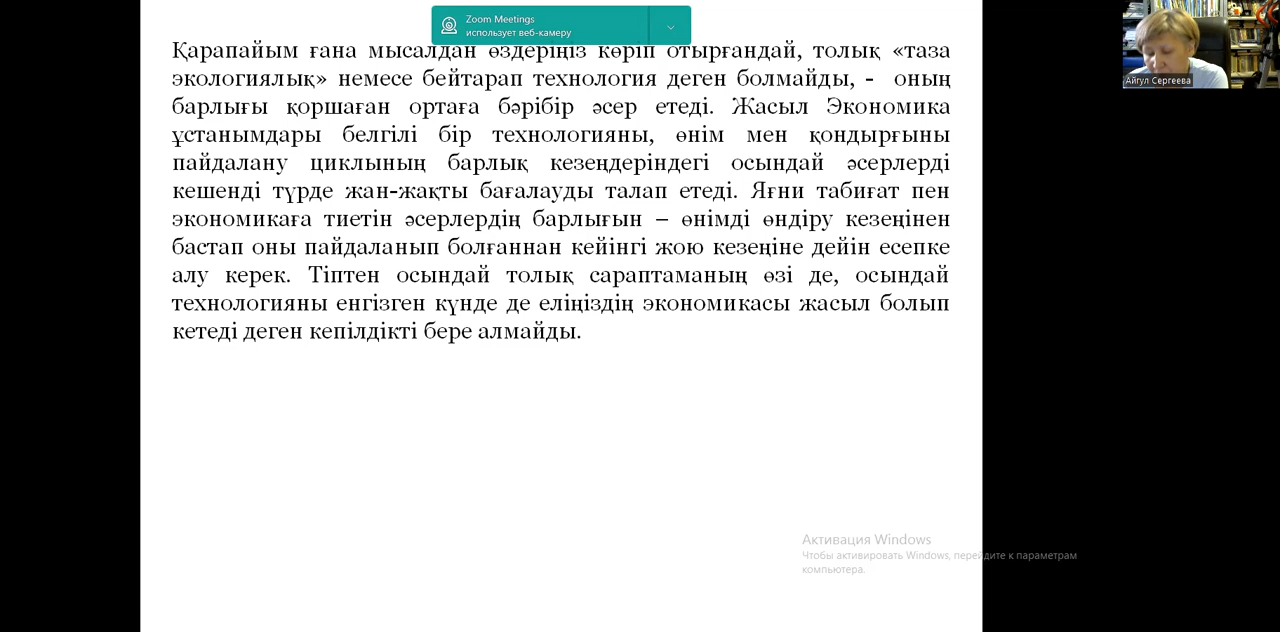 Zoom Meetings
использует веб-камеру
Қарапайым ғана мысалдан өздеріңіз көріп отырғандай, толық «таза
экологиялық» немесе бейтарап технология деген болмайды, - оның
барлығы қоршаған ортаға бәрібір әсер етеді. Жасыл Экономика
ұстанымдары белгілі бір технологияны, өнім мен қондырғыны
пайдалану циклының барлық кезеңдеріндегі осындай әсерлерді
кешенді түрде жан-жақты бағалауды талап етеді. Яғни табиғат пен
экономикаға тиетін әсерлердің барлығын – өнімді өндіру кезеңінен
бастап оны пайдаланып болғаннан кейінгі жою кезеңіне дейін есепке
алу керек. Тіптен осындай толық сараптаманың өзі де, осындай
технологияны енгізген күнде де еліңіздің экономикасы жасыл болып
кетеді деген кепілдікті бере алмайды.
Айгул Сергеева
Активация Windows
Чтобы активировать Windows, перейдите к параметрам
компьютера.